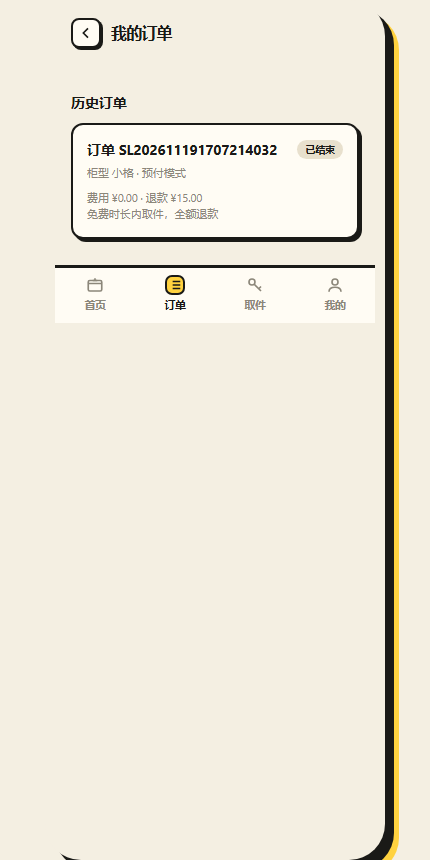 我的订单
历史订单
订单 SL202611191707214032 已结束
柜型 小格 · 预付模式
费用 ¥0.00 · 退款 ¥15.00
免费时长内取件，全额退款
首页 订单 取件 我的